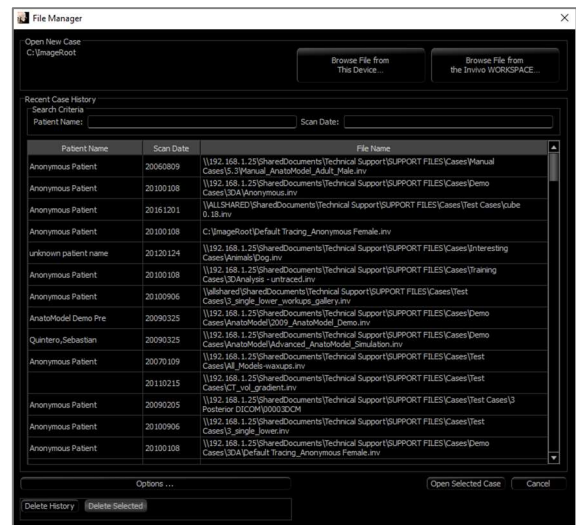 File Manager
Open New Case
C:\ImageRoot
Browse File from
This Device...
Browse File from
the Invivo WORKSPACE...
Recent Case History
Search Criteria
Patient Name:
Scan Date:
Patient Name Scan Date File Name
Anonymous Patient 20060809 \\192.168.1.25\SharedDocuments\Technical Support\SUPPORT FILES\Cases\Manual
Cases\5.3\Manual_AnatoModel_Adult_Male.inv
Anonymous Patient 20100108 \\192.168.1.25\SharedDocuments\Technical Support\SUPPORT FILES\Cases\Demo
Cases\3DA\Anonymous.inv
Anonymous Patient 20161201 \\ALLSHARED\SharedDocuments\Technical Support\SUPPORT FILES\Cases\Test Cases\cube
0.18.inv
Anonymous Patient 20100108 C:\ImageRoot\Default Tracing_Anonymous Female.inv
unknown patient name 20120124 \\192.168.1.25\SharedDocuments\Technical Support\SUPPORT FILES\Cases\Interesting
Cases\Animals\Dog.inv
Anonymous Patient 20100108 \\192.168.1.25\SharedDocuments\Technical Support\SUPPORT FILES\Cases\Training
Cases\3DAnalysis - untraced.inv
Anonymous Patient 20100906 \\allshared\SharedDocuments\Technical Support\SUPPORT FILES\Cases\Test
Cases\3_single_lower_workups_gallery.inv
AnatoModel Demo Pre 20090325 \\192.168.1.25\SharedDocuments\Technical Support\SUPPORT FILES\Cases\Demo
Cases\AnatoModel\2009_AnatoModel_Demo.inv
Quintero,Sebastian 20090325 \\192.168.1.25\SharedDocuments\Technical Support\SUPPORT FILES\Cases\Demo
Cases\AnatoModel\Advanced_AnatoModel_Simulation.inv
Anonymous Patient 20070109 \\192.168.1.25\SharedDocuments\Technical Support\SUPPORT FILES\Cases\Test
Cases\All_Models-waxups.inv
20110215 \\192.168.1.25\SharedDocuments\Technical Support\SUPPORT FILES\Cases\Test
Cases\CT_vol_gradient.inv
Anonymous Patient 20090205 \\192.168.1.25\SharedDocuments\Technical Support\SUPPORT FILES\Cases\Test Cases\3
Posterior DICOM\00003DCM
Anonymous Patient 20100906 \\192.168.1.25\SharedDocuments\Technical Support\SUPPORT FILES\Cases\Test
Cases\3_single_lower.inv
Anonymous Patient 20100108 \\192.168.1.25\SharedDocuments\Technical Support\SUPPORT FILES\Cases\Demo
Cases\3DA\Default Tracing_Anonymous Female.inv
Options ...
Open Selected Case
Cancel
Delete History
Delete Selected